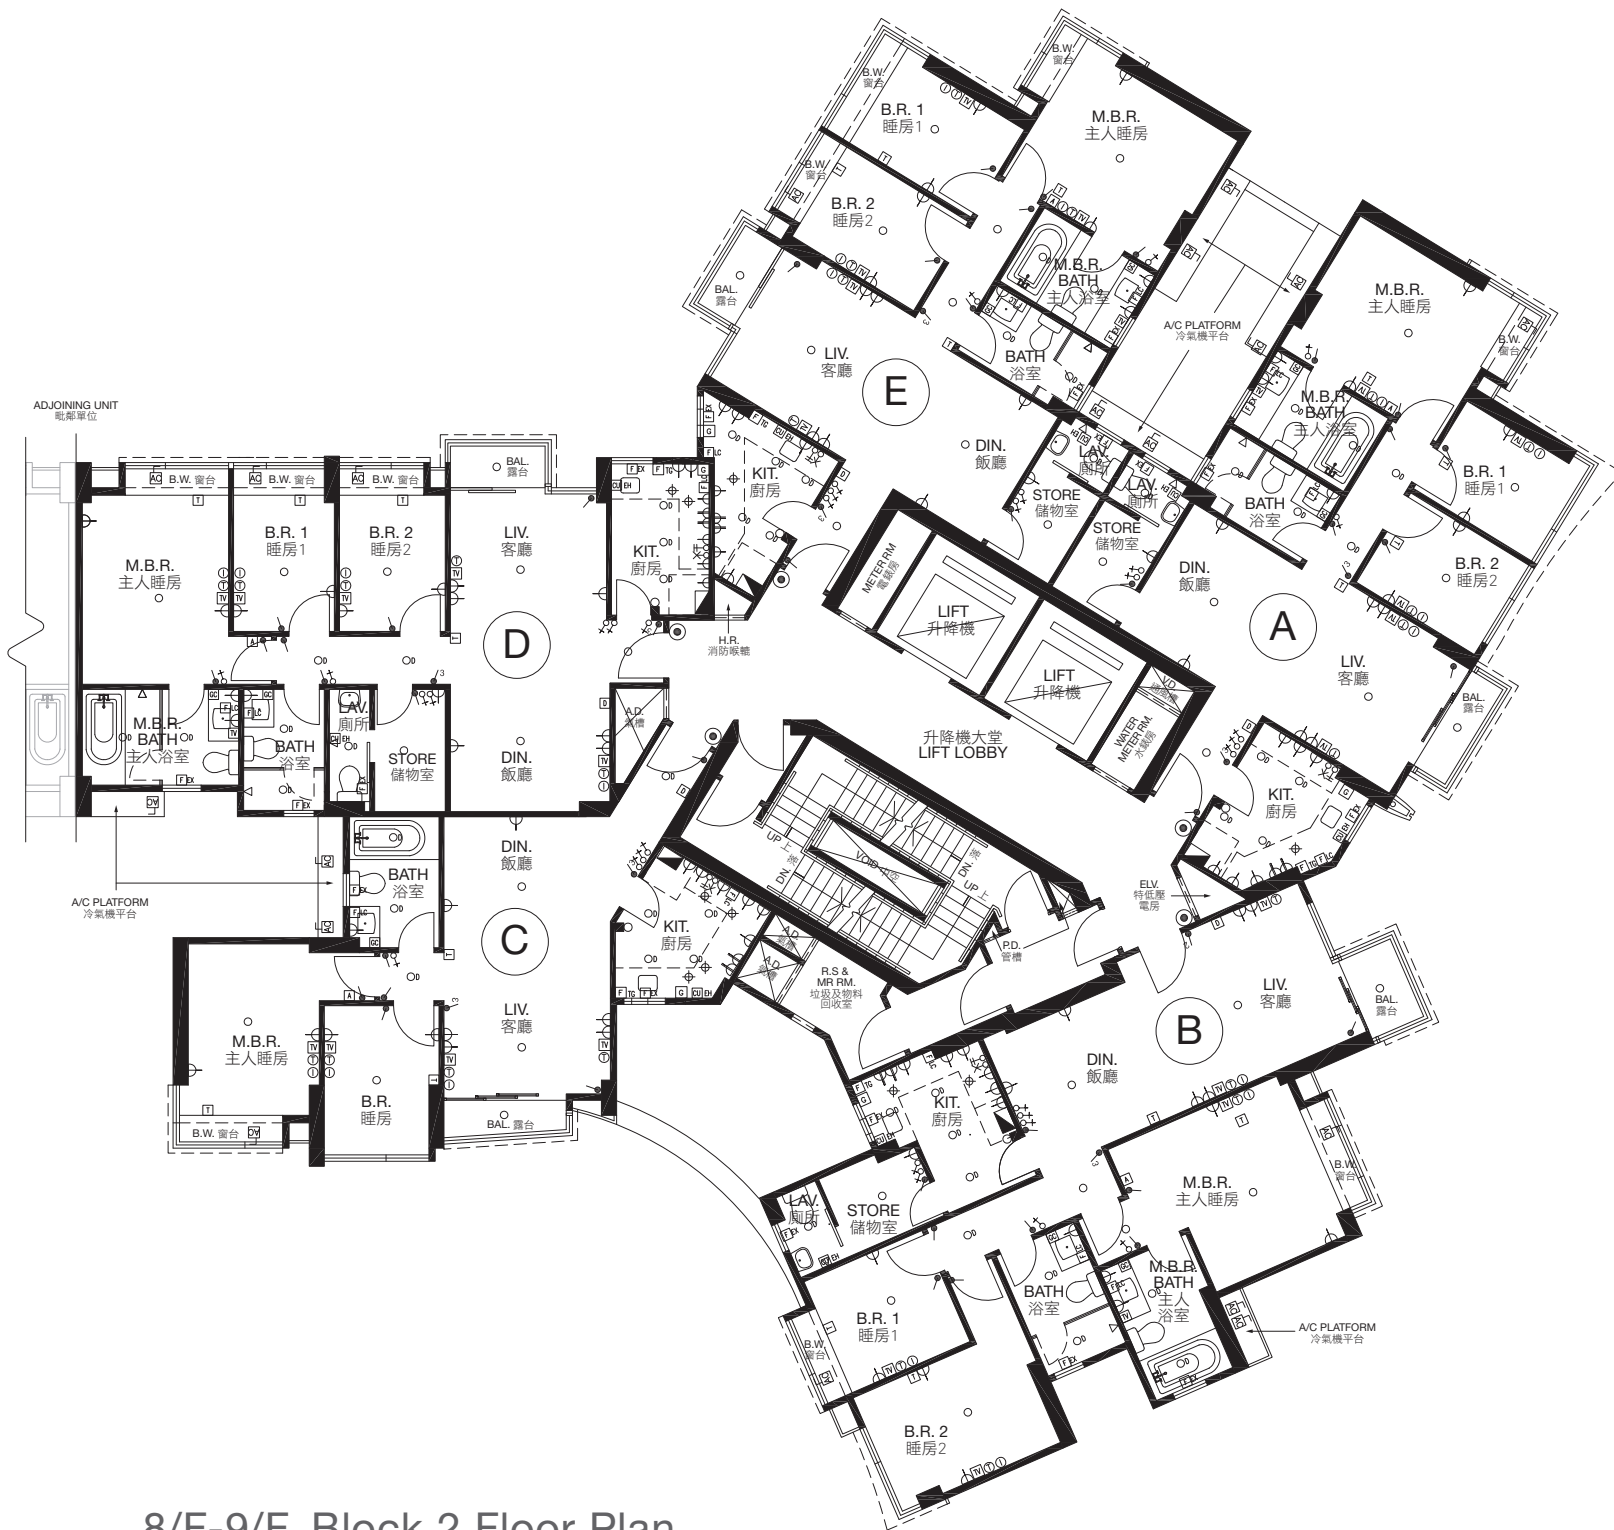 B.W.
窗台
B.W.
窗台
B.R. 1
睡房1
M.B.R.
主人睡房
B.W.
窗台
B.R. 2
睡房2
BAL.
露台
M.B.R.
BATH
主人浴室
M.B.R.
主人睡房
A/C PLATFORM
冷氣機平台
B.W.
窗台
LIV.
客廳
BATH
浴室
E
M.B.R.
BATH
主人浴室
ADJOINING UNIT
毗鄰單位
DIN.
飯廳
LAV.
廁所
B.R. 1
睡房1
BAL.
露台
B.W. 窗台
B.W. 窗台
B.W. 窗台
KIT.
廚房
STORE
儲物室
LAV.
廁所
BATH
浴室
STORE
儲物室
B.R. 1
睡房1
B.R. 2
睡房2
LIV.
客廳
KIT.
廚房
M.B.R.
主人睡房
METER RM
電錶房
DIN.
飯廳
B.R. 2
睡房2
LIFT
升降機
A
D
H.R.
消防喉轆
LIFT
升降機
LIV.
客廳
V.D.
通風槽
BAL.
露台
A.D.
氣槽
LAV.
廁所
M.B.R.
BATH
主人浴室
BATH
浴室
STORE
儲物室
DIN.
飯廳
升降機大堂
LIFT LOBBY
WATER
METER RM.
水錶房
KIT.
廚房
UP 上
VOID 中空
DN. 落
DN. 落
UP 上
DIN.
飯廳
BATH
浴室
A/C PLATFORM
冷氣機平台
ELV.
特低壓
電房
C
KIT.
廚房
A.D.
氣槽
A.D.
氣槽
P.D.
管槽
R.S &
MR RM.
垃圾及物料
回收室
LIV.
客廳
BAL.
露台
LIV.
客廳
M.B.R.
主人睡房
B
DIN.
飯廳
B.R.
睡房
B.W. 窗台
BAL. 露台
KIT.
廚房
B.W.
窗台
M.B.R.
主人睡房
LAV.
廁所
STORE
儲物室
M.B.R.
BATH
主人
浴室
BATH
浴室
B.R. 1
睡房1
B.W.
窗台
A/C PLATFORM
冷氣機平台
B.R. 2
睡房2
8/F-9/F, Block 2 Floor Plan